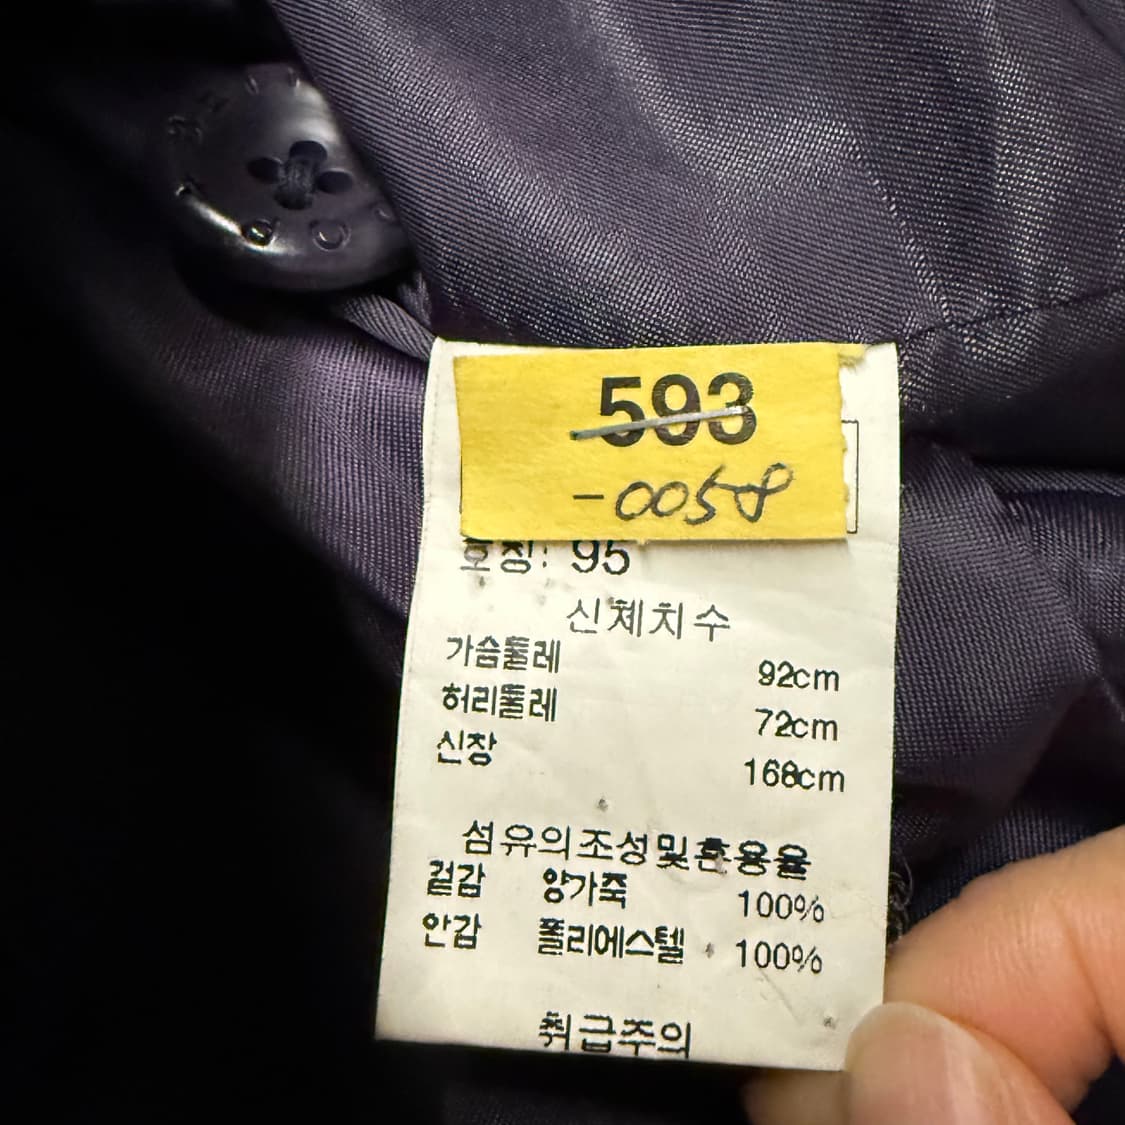 593
-0058
호칭: 95
신체치수
가슴둘레 92cm
허리둘레 72cm
신장 168cm
섬유의조성및혼용율
겉감 양가죽 100%
안감 폴리에스텔 100%
취급주의